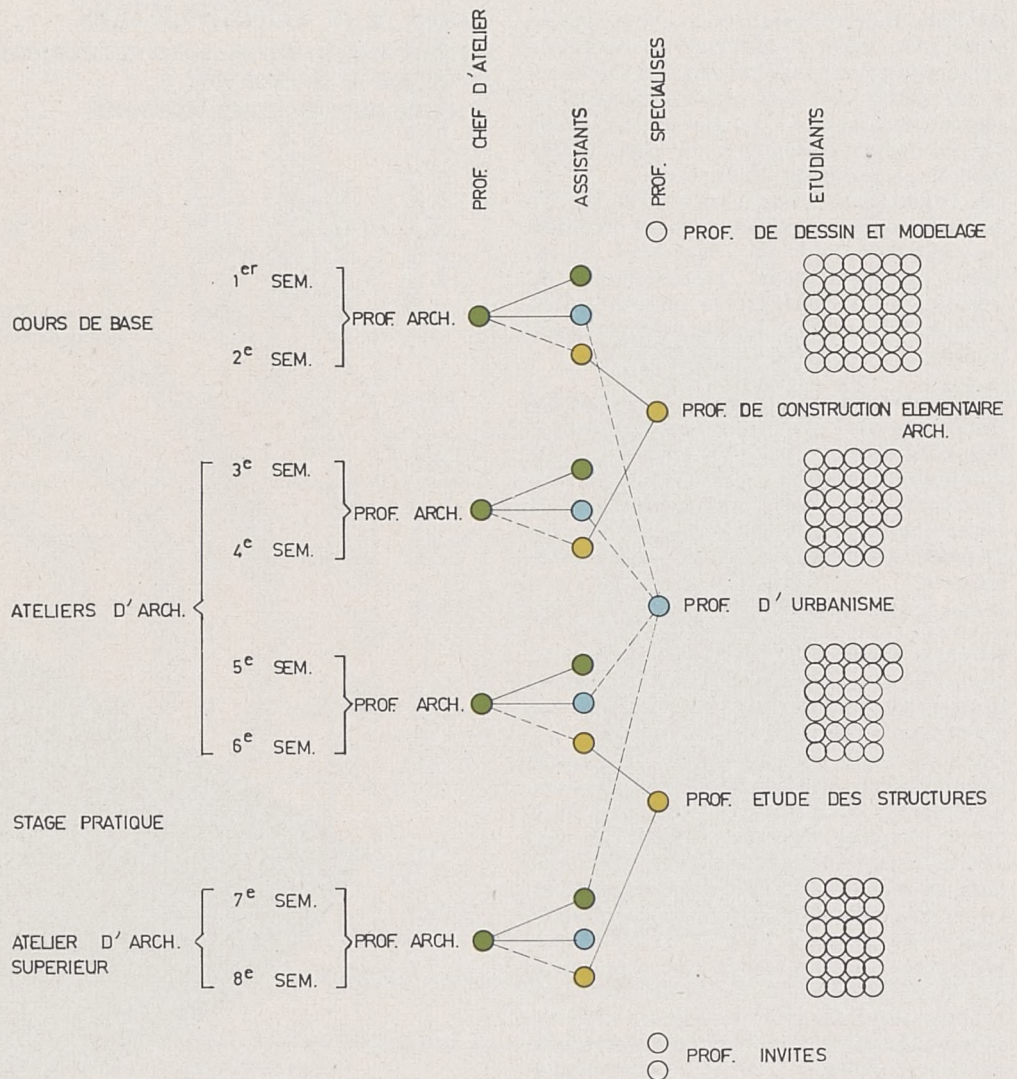 PROF. CHEF D'ATELIER
ASSISTANTS
PROF. SPECIALISES
ETUDIANTS
PROF. DE DESSIN ET MODELAGE
1er SEM.
COURS DE BASE
PROF. ARCH.
2e SEM.
PROF. DE CONSTRUCTION ELEMENTAIRE
ARCH.
3e SEM.
PROF. ARCH.
4e SEM.
ATELIERS D'ARCH.
PROF. D'URBANISME
5e SEM.
PROF. ARCH.
6e SEM.
PROF. ETUDE DES STRUCTURES
STAGE PRATIQUE
7e SEM.
ATELIER D'ARCH.
SUPERIEUR
PROF. ARCH.
8e SEM.
PROF. INVITES